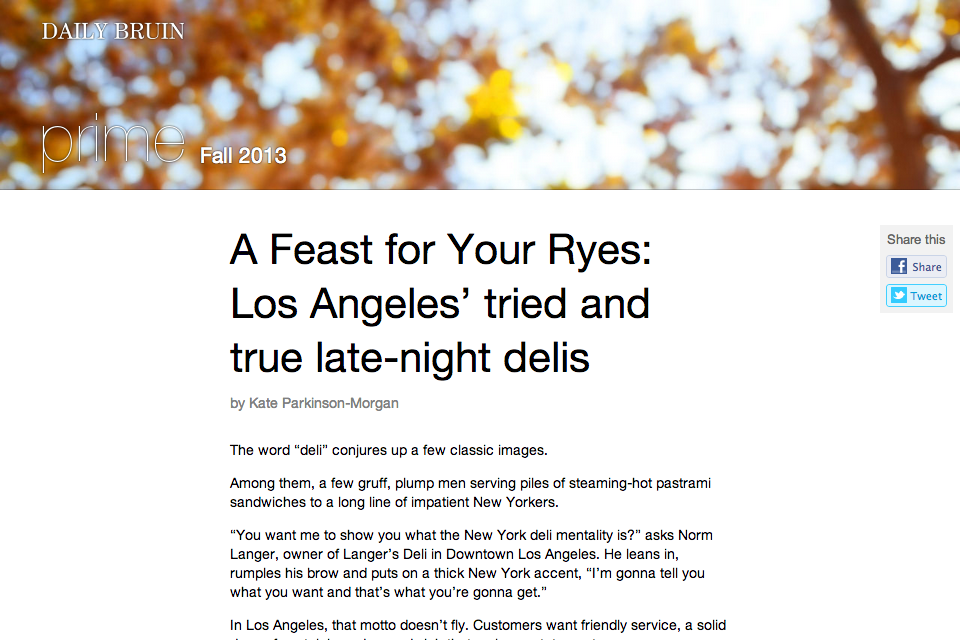 DAILY BRUIN
prime Fall 2013
A Feast for Your Ryes:
Los Angeles’ tried and
true late-night delis
by Kate Parkinson-Morgan
Share this
Share
Tweet
The word “deli” conjures up a few classic images.
Among them, a few gruff, plump men serving piles of steaming-hot pastrami
sandwiches to a long line of impatient New Yorkers.
“You want me to show you what the New York deli mentality is?” asks Norm
Langer, owner of Langer’s Deli in Downtown Los Angeles. He leans in,
rumples his brow and puts on a thick New York accent, “I’m gonna tell you
what you want and that’s what you’re gonna get.”
In Los Angeles, that motto doesn’t fly. Customers want friendly service, a solid